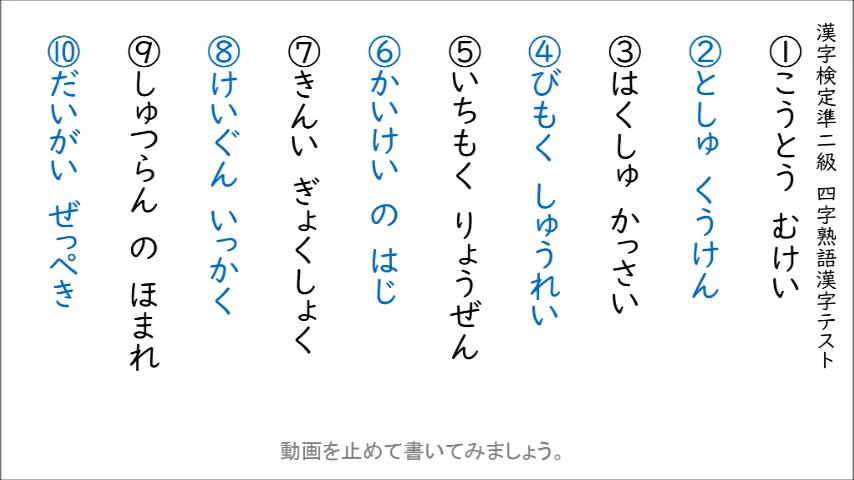 漢字検定準二級 四字熟語漢字テスト
①こうとう むけい
②としゅ くうけん
③はくしゅ かっさい
④びもく しゅうれい
⑤いちもく りょうぜん
⑥かいけい の はじ
⑦きんい ぎょくしょく
⑧けいぐん いっかく
⑨しゅつらん の ほまれ
⑩だいがい ぜっぺき
動画を止めて書いてみましょう。